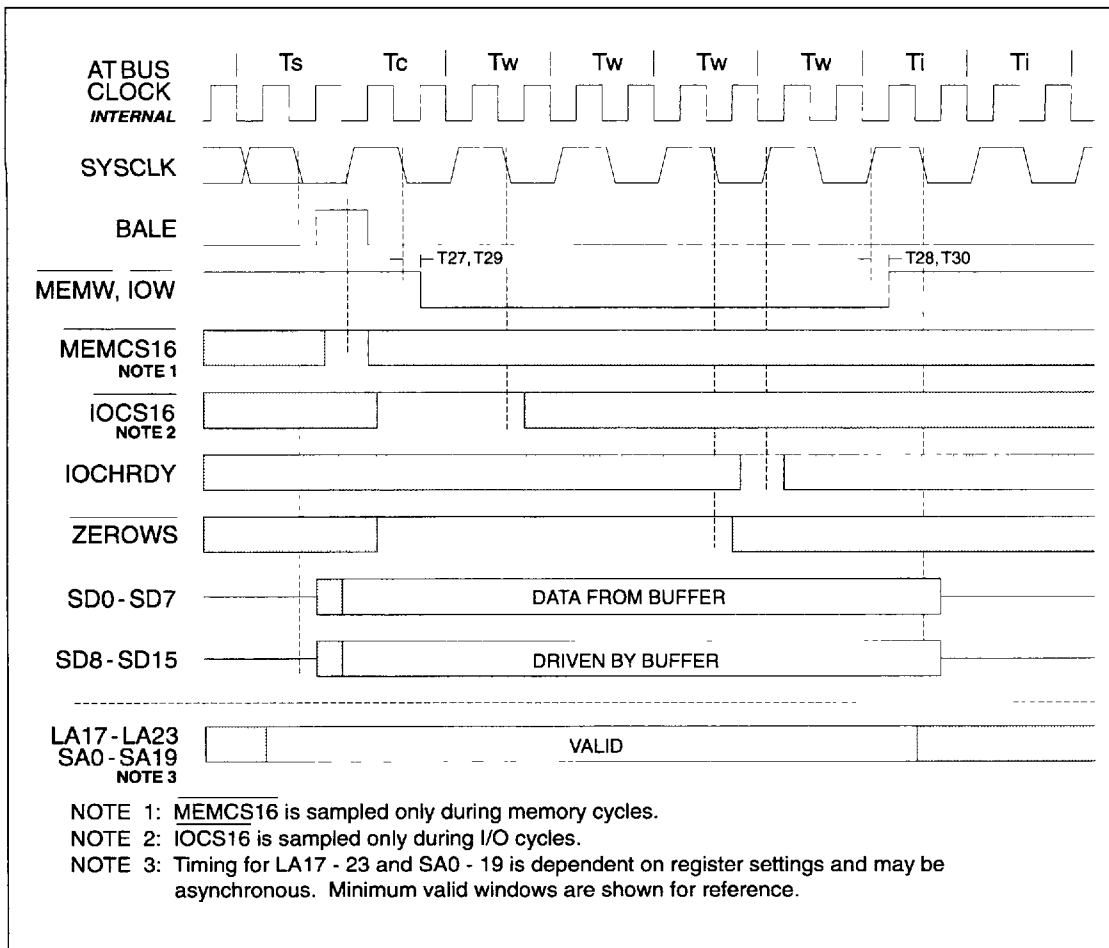 AT BUS CLOCK INTERNAL
Ts Tc Tw Tw Tw Tw Ti Ti
SYSCLK
BALE
T27, T29
T28, T30
MEMW, IOW
MEMCS16
NOTE 1
IOCS16
NOTE 2
IOCHRDY
ZEROWS
SD0 - SD7
DATA FROM BUFFER
SD8 - SD15
DRIVEN BY BUFFER
LA17 - LA23
SA0 - SA19
NOTE 3
VALID
NOTE 1: MEMCS16 is sampled only during memory cycles.
NOTE 2: IOCS16 is sampled only during I/O cycles.
NOTE 3: Timing for LA17 - 23 and SA0 - 19 is dependent on register settings and may be
asynchronous. Minimum valid windows are shown for reference.